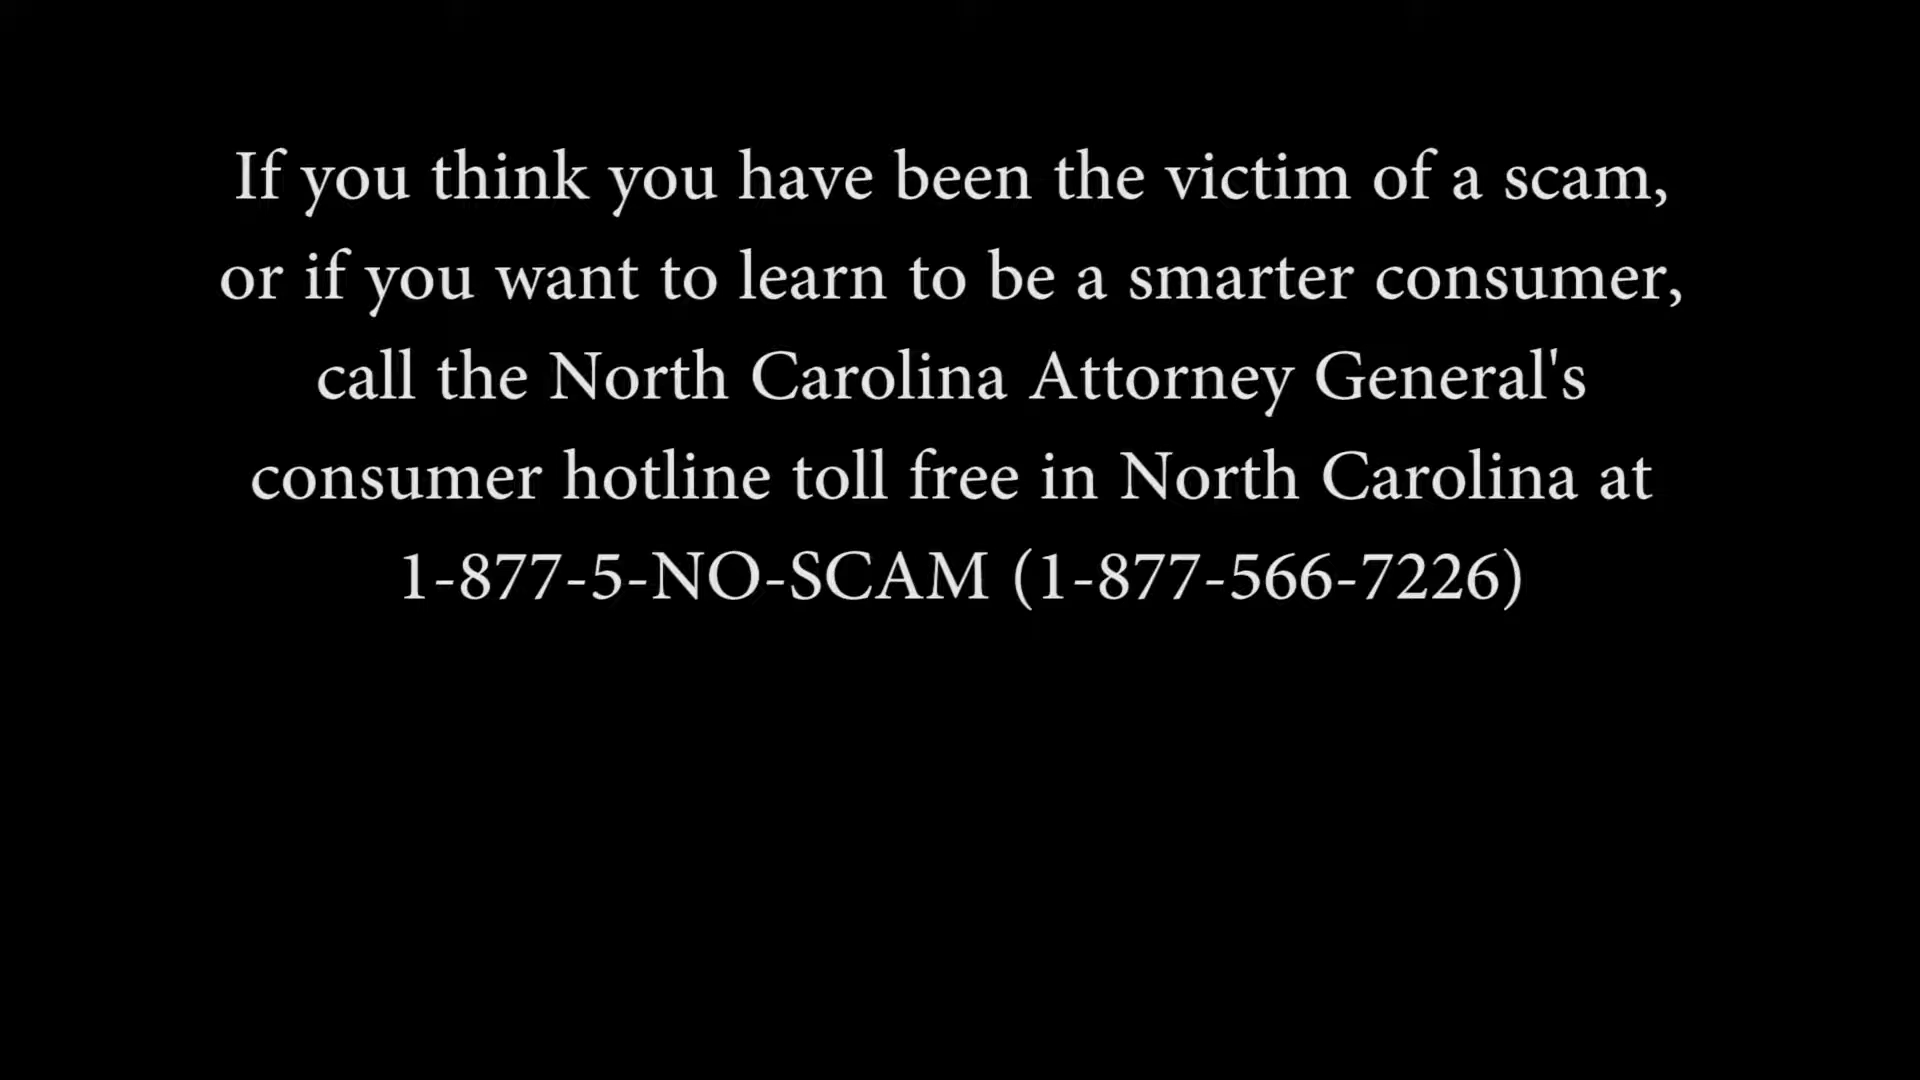 If you think you have been the victim of a scam,
or if you want to learn to be a smarter consumer,
call the North Carolina Attorney General's
consumer hotline toll free in North Carolina at
1-877-5-NO-SCAM (1-877-566-7226)